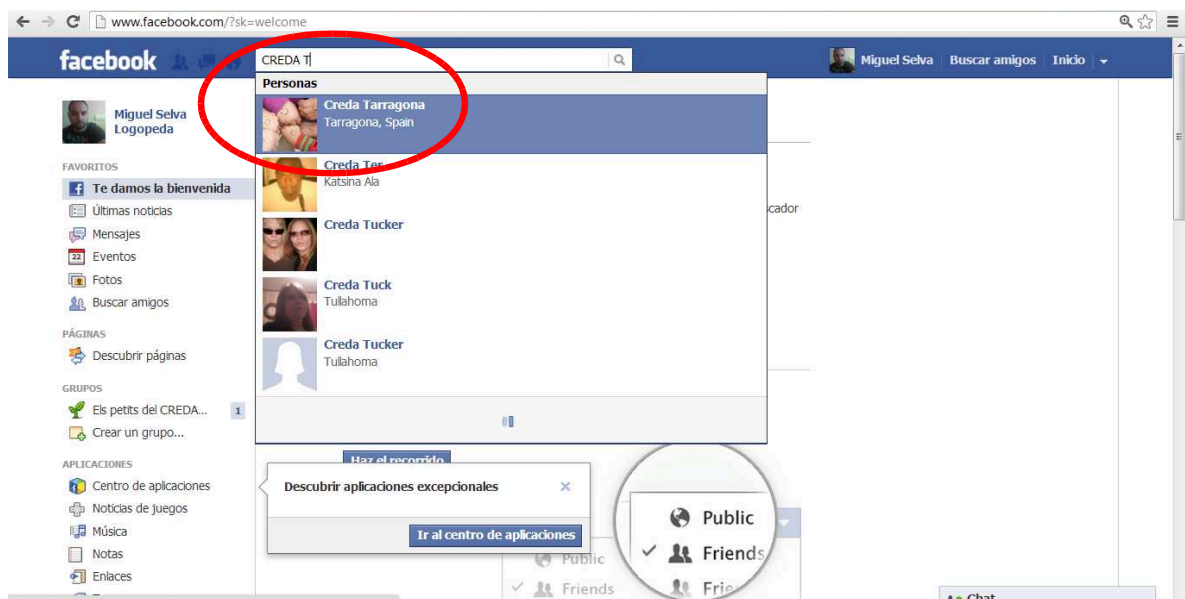 www.facebook.com/?sk=welcome
facebook
CREDA T
Miguel Selva
Buscar amigos
Inicio
Miguel Selva
Logopeda
FAVORITOS
Te damos la bienvenida
Últimas noticias
Mensajes
22
Eventos
Fotos
Buscar amigos
PÁGINAS
Descubrir páginas
GRUPOS
Els petits del CREDA...
1
Crear un grupo...
APLICACIONES
Centro de aplicaciones
Noticias de juegos
Música
Notas
Enlaces
Personas
Creda Tarragona
Tarragona, Spain
Creda Ter
Katsina Ala
Creda Tucker
Creda Tuck
Tullahoma
Creda Tucker
Tullahoma
cador
Haz el recorrido
Descubrir aplicaciones excepcionales
Ir al centro de aplicaciones
Public
Friends
Public
Friends
Frie
Chat